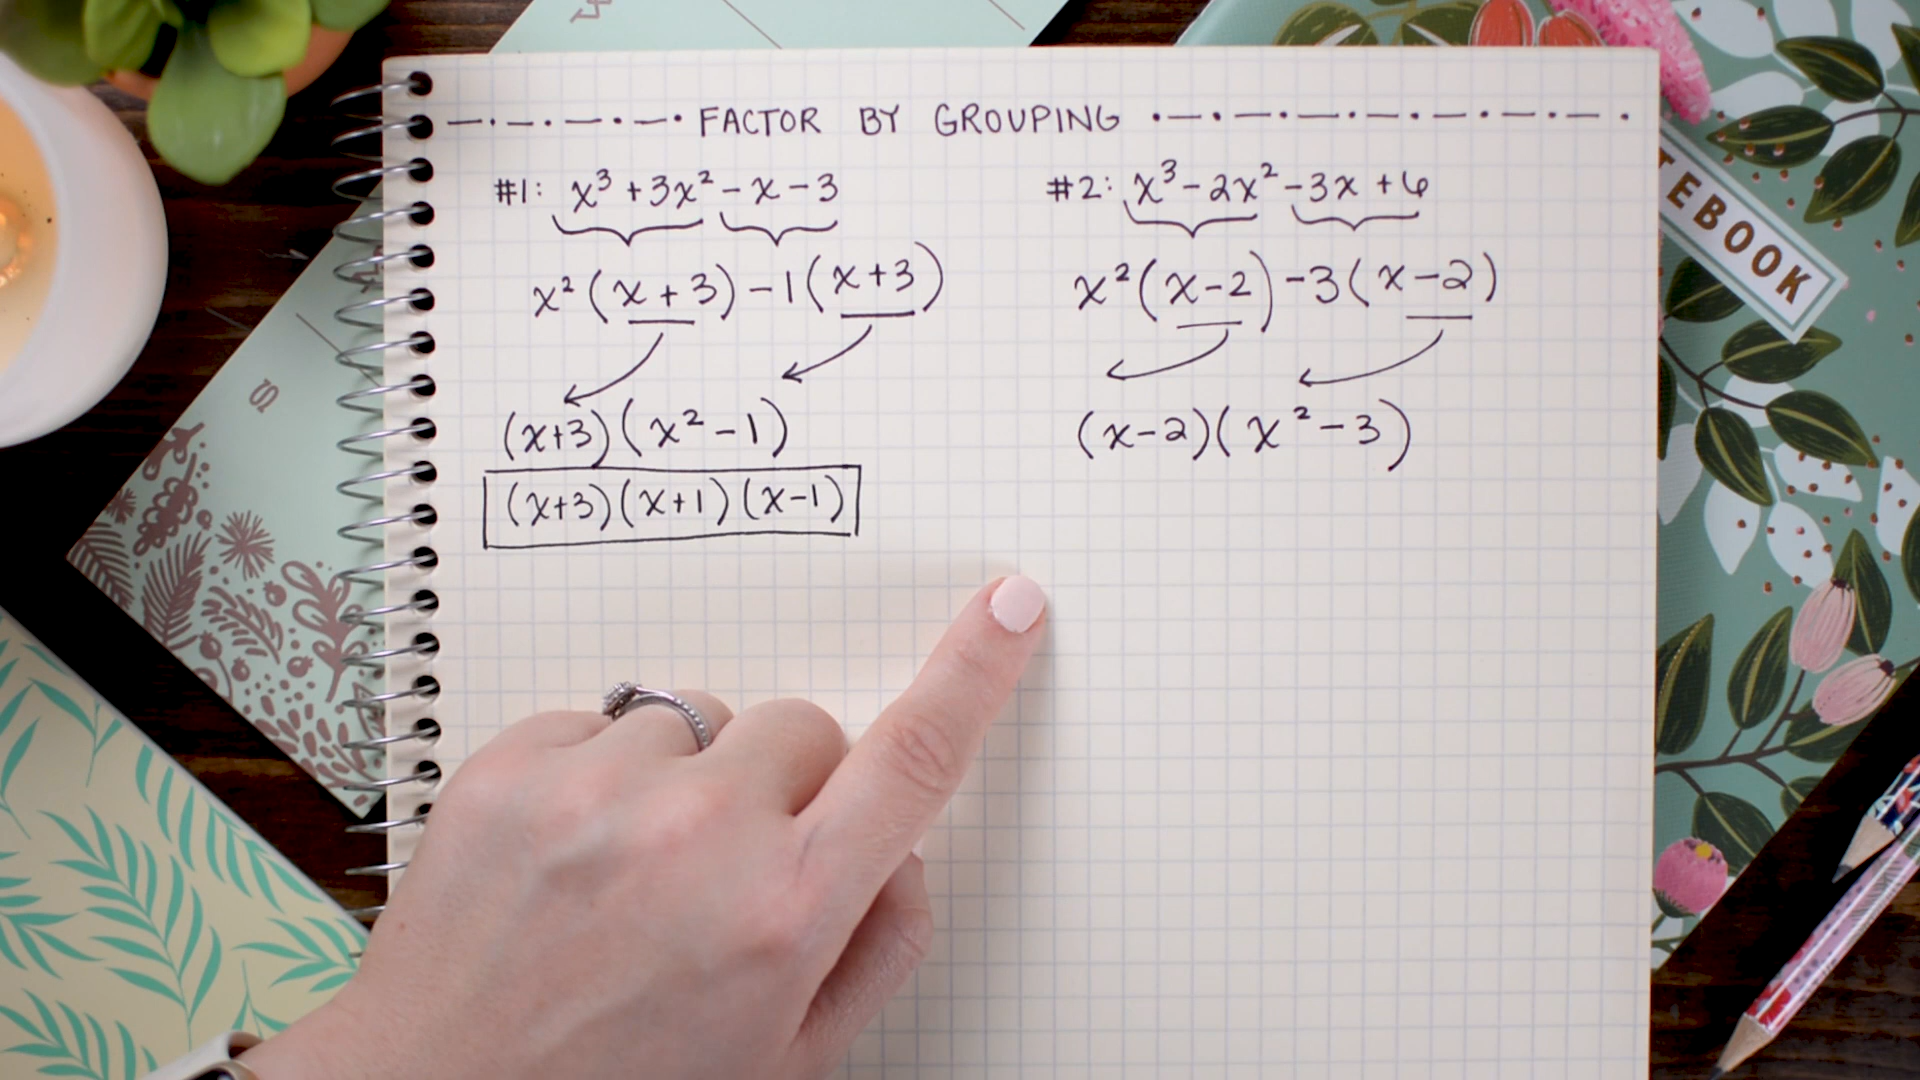 FACTOR BY GROUPING
#1: x³ + 3x² - x - 3
x² (x + 3) - 1 (x + 3)
(x+3) (x² - 1)
(x+3) (x+1) (x-1)
#2: x³ - 2x² - 3x + 6
x² (x - 2) - 3 (x - 2)
(x - 2) (x² - 3)
TEBOOK